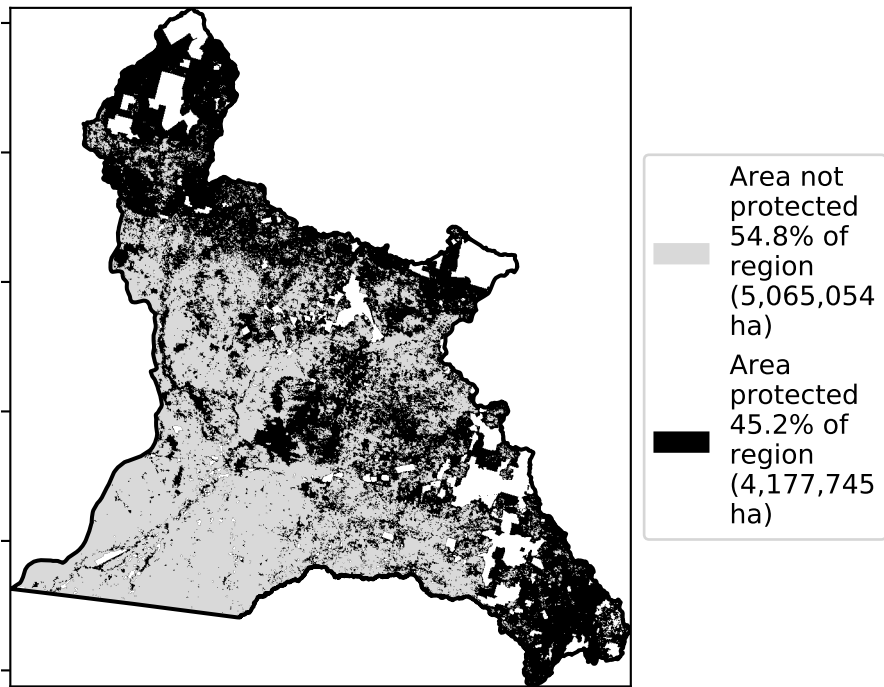 Area not
protected
54.8% of
region
(5,065,054
ha)
Area
protected
45.2% of
region
(4,177,745
ha)